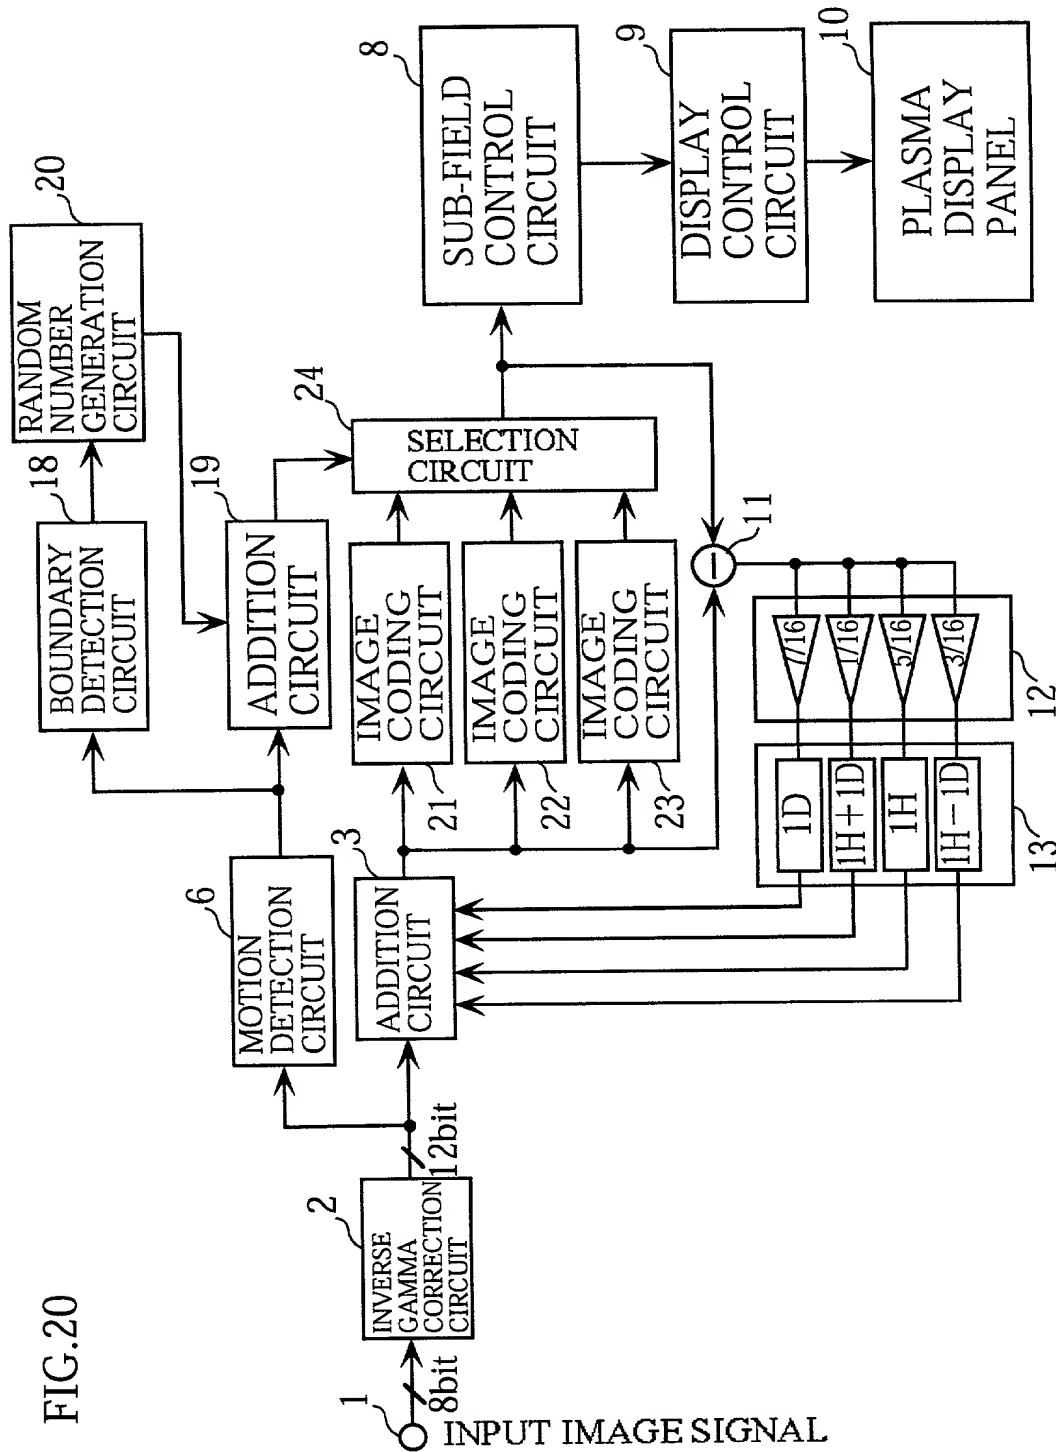 FIG.20
1
INPUT IMAGE SIGNAL
8bit
2
INVERSE
GAMMA
CORRECTION
CIRCUIT
12bit
6
MOTION
DETECTION
CIRCUIT
3
ADDITION
CIRCUIT
18
BOUNDARY
DETECTION
CIRCUIT
20
RANDOM
NUMBER
GENERATION
CIRCUIT
19
ADDITION
CIRCUIT
IMAGE
CODING
CIRCUIT
21
IMAGE
CODING
CIRCUIT
22
IMAGE
CODING
CIRCUIT
23
24
SELECTION
CIRCUIT
8
SUB-FIELD
CONTROL
CIRCUIT
9
DISPLAY
CONTROL
CIRCUIT
10
PLASMA
DISPLAY
PANEL
11
7/16
1/16
5/16
3/16
12
1D
1H+1D
1H
1H-1D
13